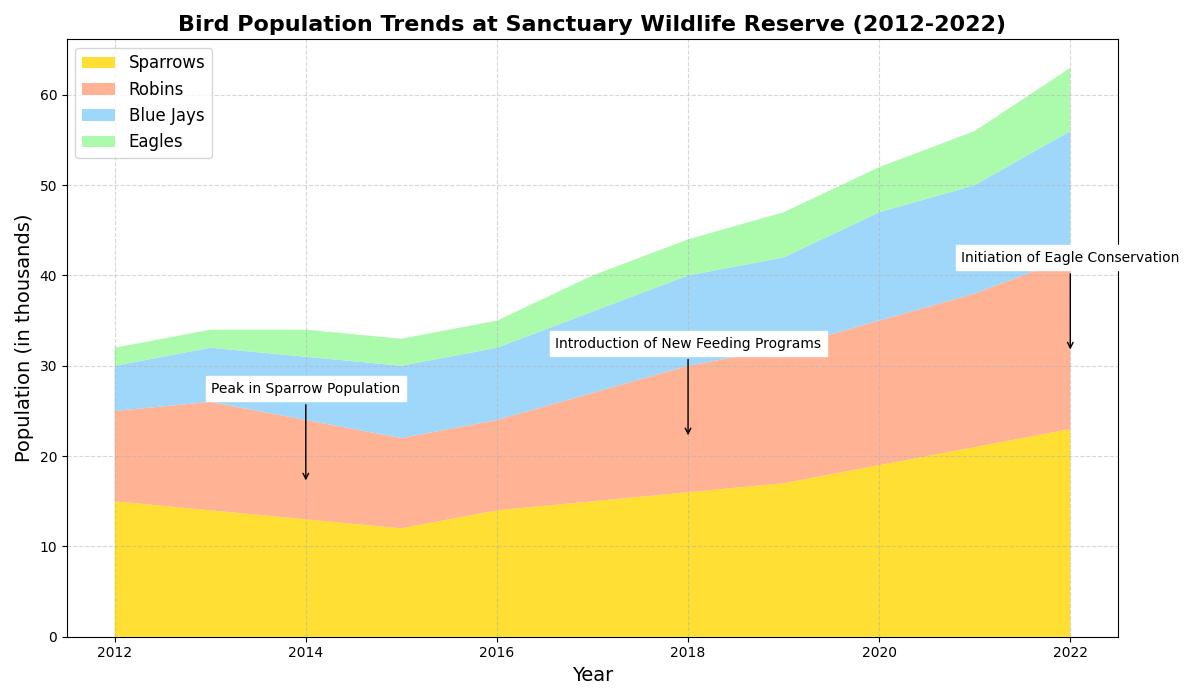 Bird Population Trends at Sanctuary Wildlife Reserve (2012-2022)
Sparrows
Robins
Blue Jays
Eagles
Population (in thousands)
60
50
40
30
20
10
0
Initiation of Eagle Conservation
Introduction of New Feeding Programs
Peak in Sparrow Population
2012
2014
2016
2018
2020
2022
Year